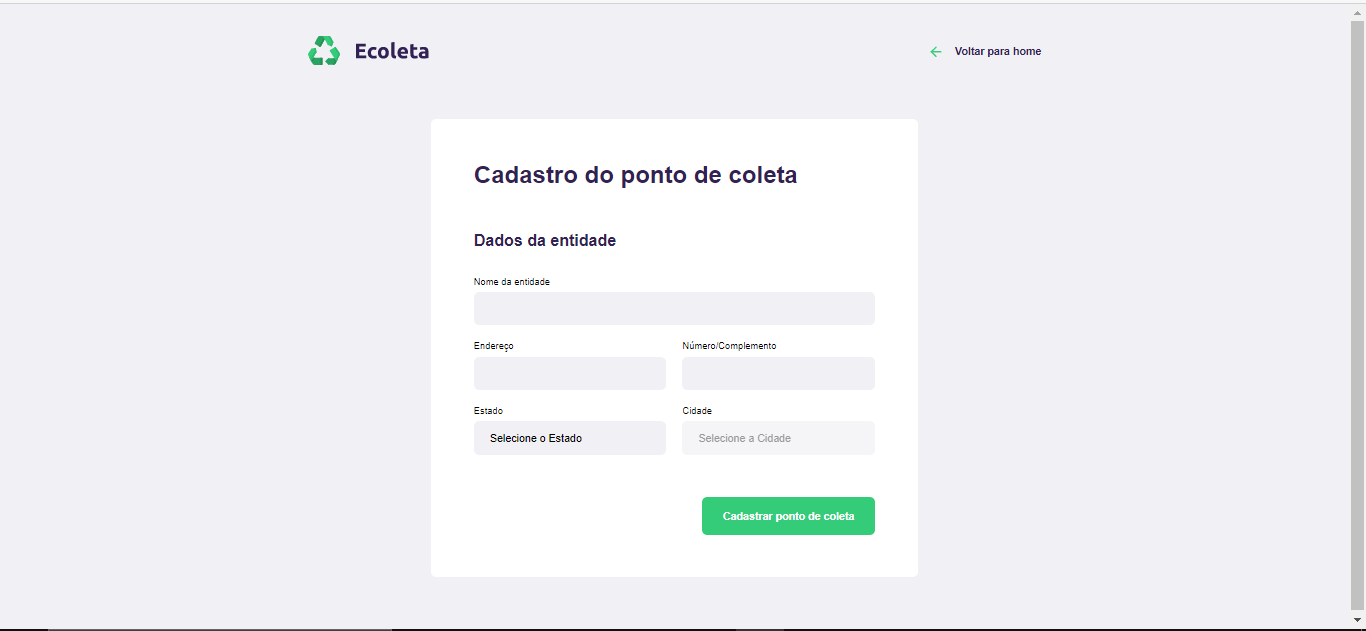 Ecoleta
Voltar para home
Cadastro do ponto de coleta
Dados da entidade
Nome da entidade
Endereço
Número/Complemento
Estado
Cidade
Selecione o Estado
Selecione a Cidade
Cadastrar ponto de coleta